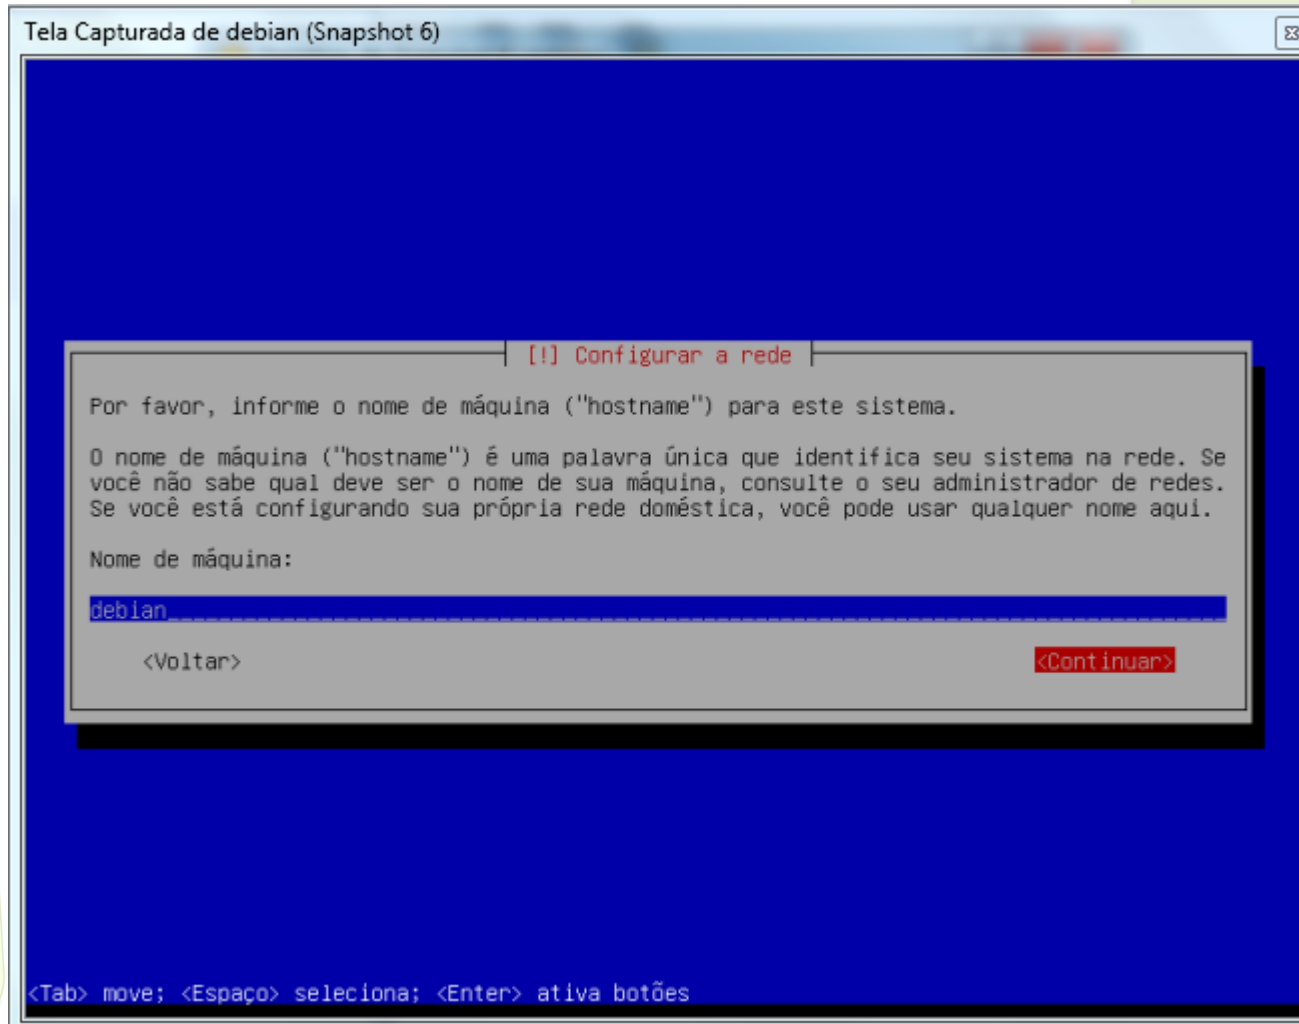 Tela Capturada de debian (Snapshot 6)
[!] Configurar a rede
Por favor, informe o nome de máquina ("hostname") para este sistema.
O nome de máquina ("hostname") é uma palavra única que identifica seu sistema na rede. Se
você não sabe qual deve ser o nome de sua máquina, consulte o seu administrador de redes.
Se você está configurando sua própria rede doméstica, você pode usar qualquer nome aqui.
Nome de máquina:
debian
<Voltar> <Continuar>
<Tab> move; <Espaço> seleciona; <Enter> ativa botões